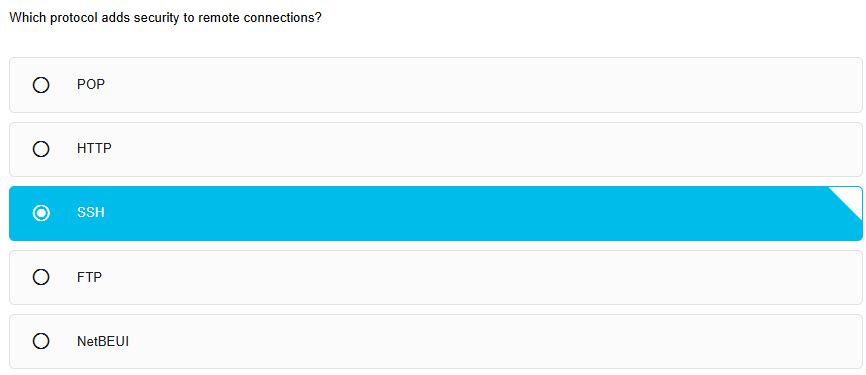 Which protocol adds security to remote connections?
POP
HTTP
SSH
FTP
NetBEUI